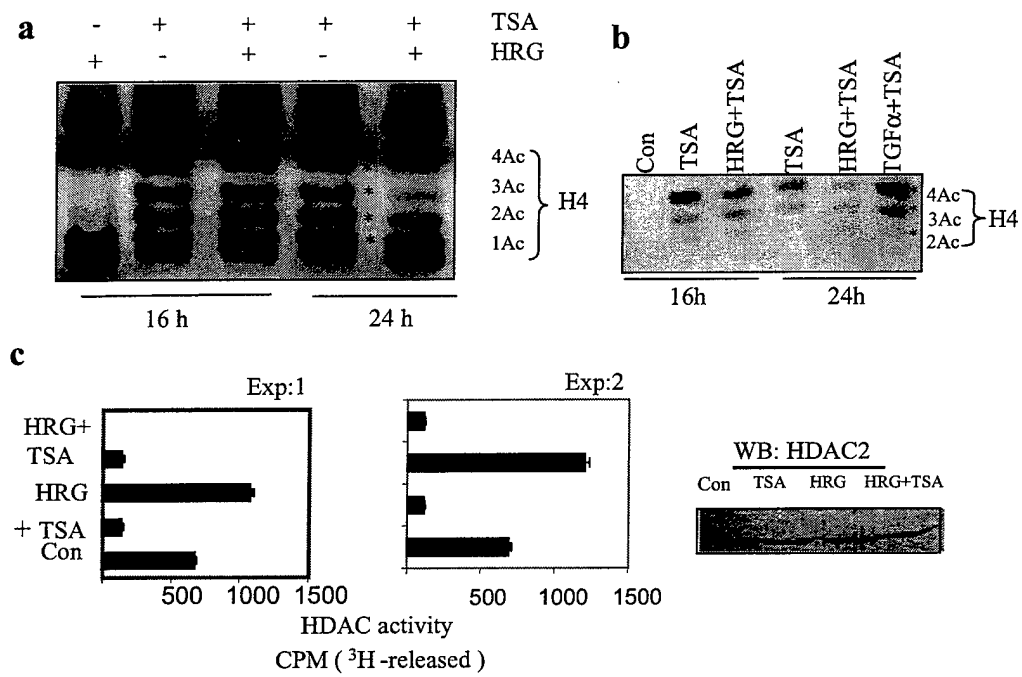 a
- + + + + TSA
+ - + - + HRG
4Ac
3Ac
2Ac
1Ac
H4
* * *
16 h 24 h
b
Con TSA HRG+TSA TSA HRG+TSA TGFα+TSA
4Ac
3Ac
2Ac
H4
* * *
16h 24h
c
Exp:1 Exp:2
HRG+
TSA
HRG
+ TSA
Con
500 1000 1500
500 1000 1500
HDAC activity
CPM ( ³H -released )
WB: HDAC2
Con TSA HRG HRG+TSA